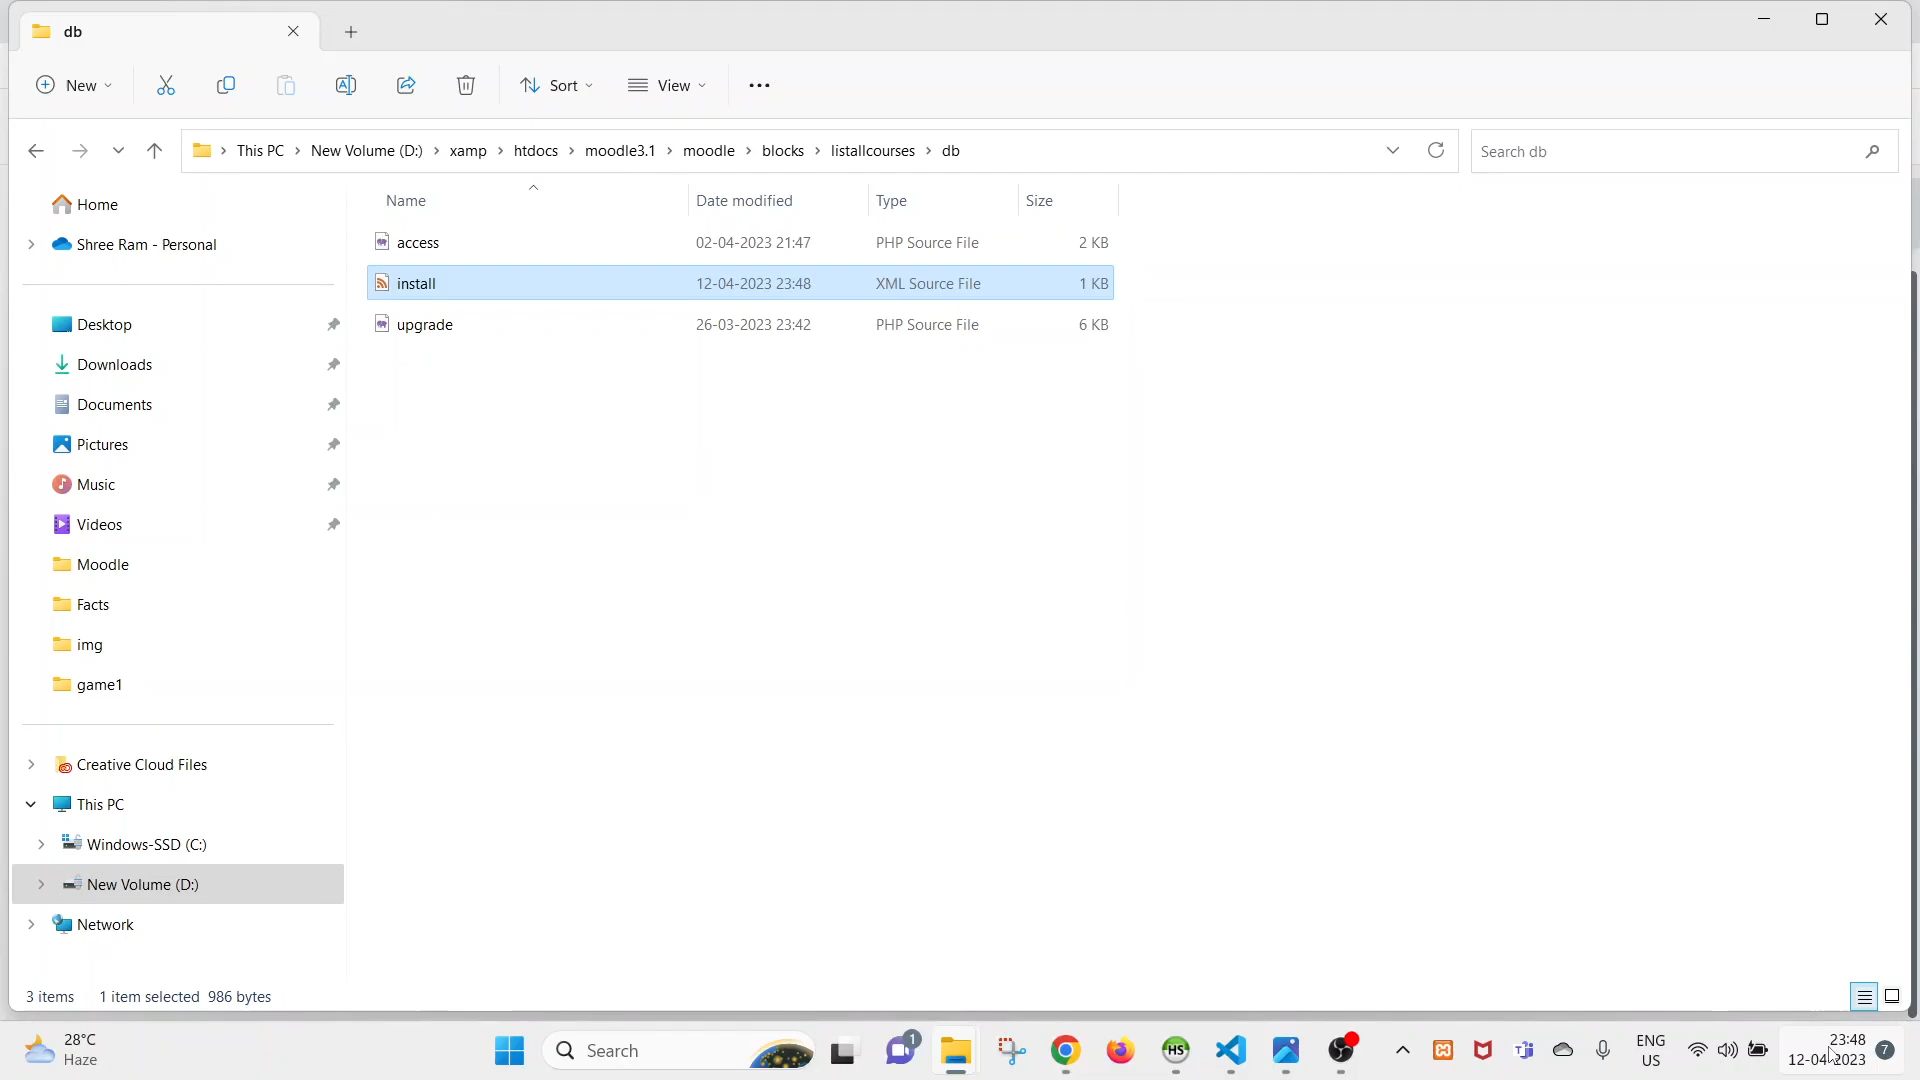 db
New
Sort
View
This PC
New Volume (D:)
xamp
htdocs
moodle3.1
moodle
blocks
listallcourses
db
Search db
Name
Date modified
Type
Size
access
02-04-2023 21:47
PHP Source File
2 KB
install
12-04-2023 23:48
XML Source File
1 KB
upgrade
26-03-2023 23:42
PHP Source File
6 KB
Home
Shree Ram - Personal
Desktop
Downloads
Documents
Pictures
Music
Videos
Moodle
Facts
img
game1
Creative Cloud Files
This PC
Windows-SSD (C:)
New Volume (D:)
Network
3 items
1 item selected 986 bytes
28°C
Haze
Search
1
HS
ENG
US
23:48
12-04-2023
7